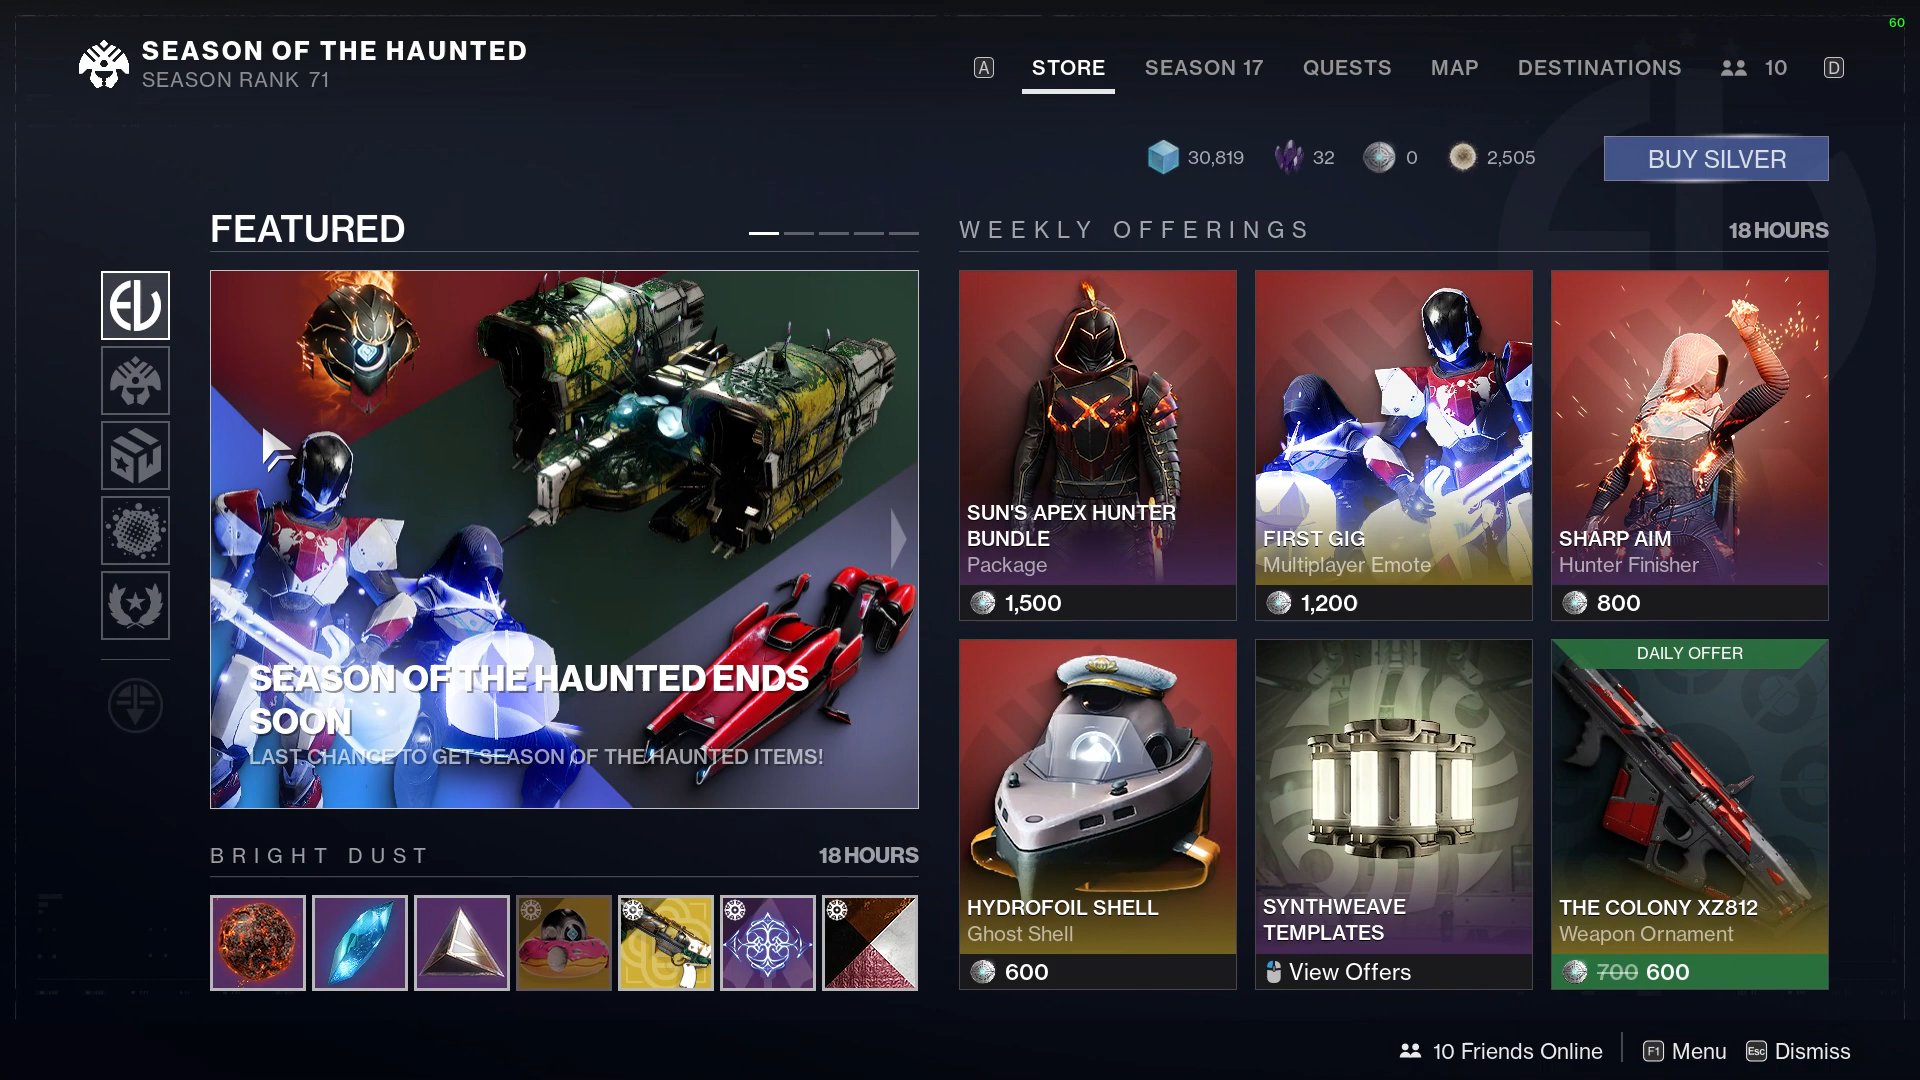 60
SEASON OF THE HAUNTED
SEASON RANK 71
A
STORE
SEASON 17
QUESTS
MAP
DESTINATIONS
10
D
30,819
32
0
2,505
BUY SILVER
FEATURED
SEASON OF THE HAUNTED ENDS
SOON
LAST CHANCE TO GET SEASON OF THE HAUNTED ITEMS!
BRIGHT DUST
18 HOURS
WEEKLY OFFERINGS
18 HOURS
SUN'S APEX HUNTER
BUNDLE
Package
1,500
FIRST GIG
Multiplayer Emote
1,200
SHARP AIM
Hunter Finisher
800
HYDROFOIL SHELL
Ghost Shell
600
SYNTHWEAVE
TEMPLATES
View Offers
DAILY OFFER
THE COLONY XZ812
Weapon Ornament
700 600
10 Friends Online
F1 Menu
Esc Dismiss